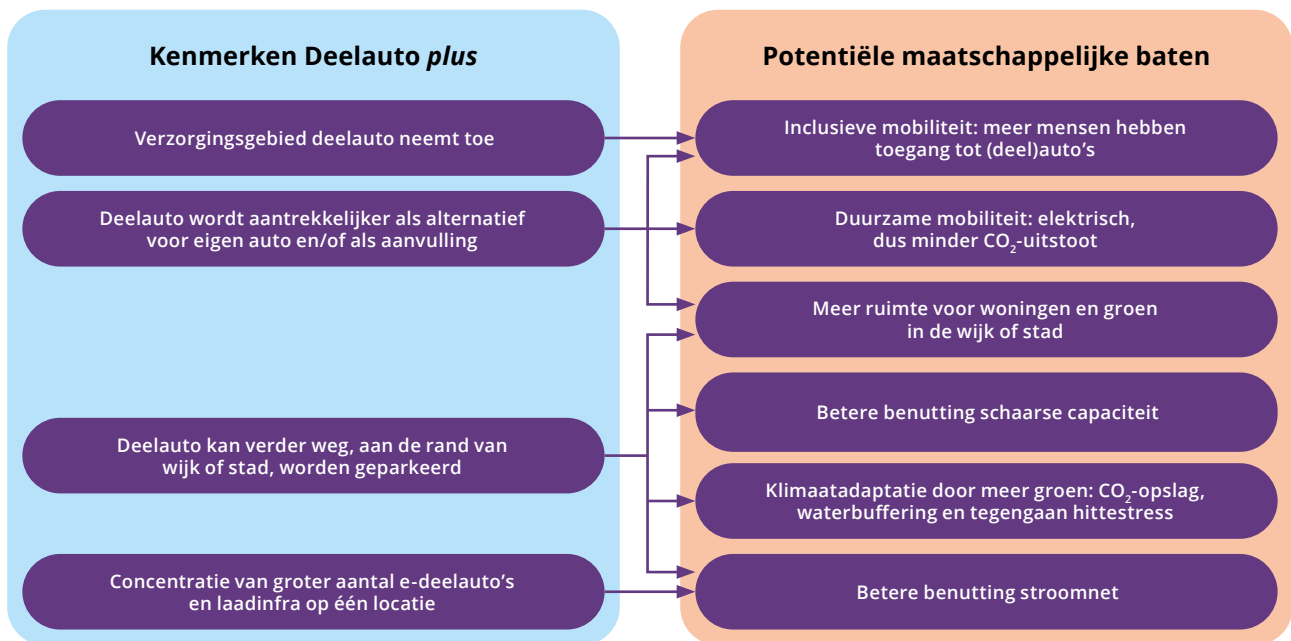 Kenmerken Deelauto plus
Verzorgingsgebied deelauto neemt toe
Deelauto wordt aantrekkelijker als alternatief
voor eigen auto en/of als aanvulling
Deelauto kan verder weg, aan de rand van
wijk of stad, worden geparkeerd
Concentratie van groter aantal e-deelauto’s
en laadinfra op één locatie
Potentiële maatschappelijke baten
Inclusieve mobiliteit: meer mensen hebben
toegang tot (deel)auto’s
Duurzame mobiliteit: elektrisch,
dus minder CO₂-uitstoot
Meer ruimte voor woningen en groen
in de wijk of stad
Betere benutting schaarse capaciteit
Klimaatadaptatie door meer groen: CO₂-opslag,
waterbuffering en tegengaan hittestress
Betere benutting stroomnet